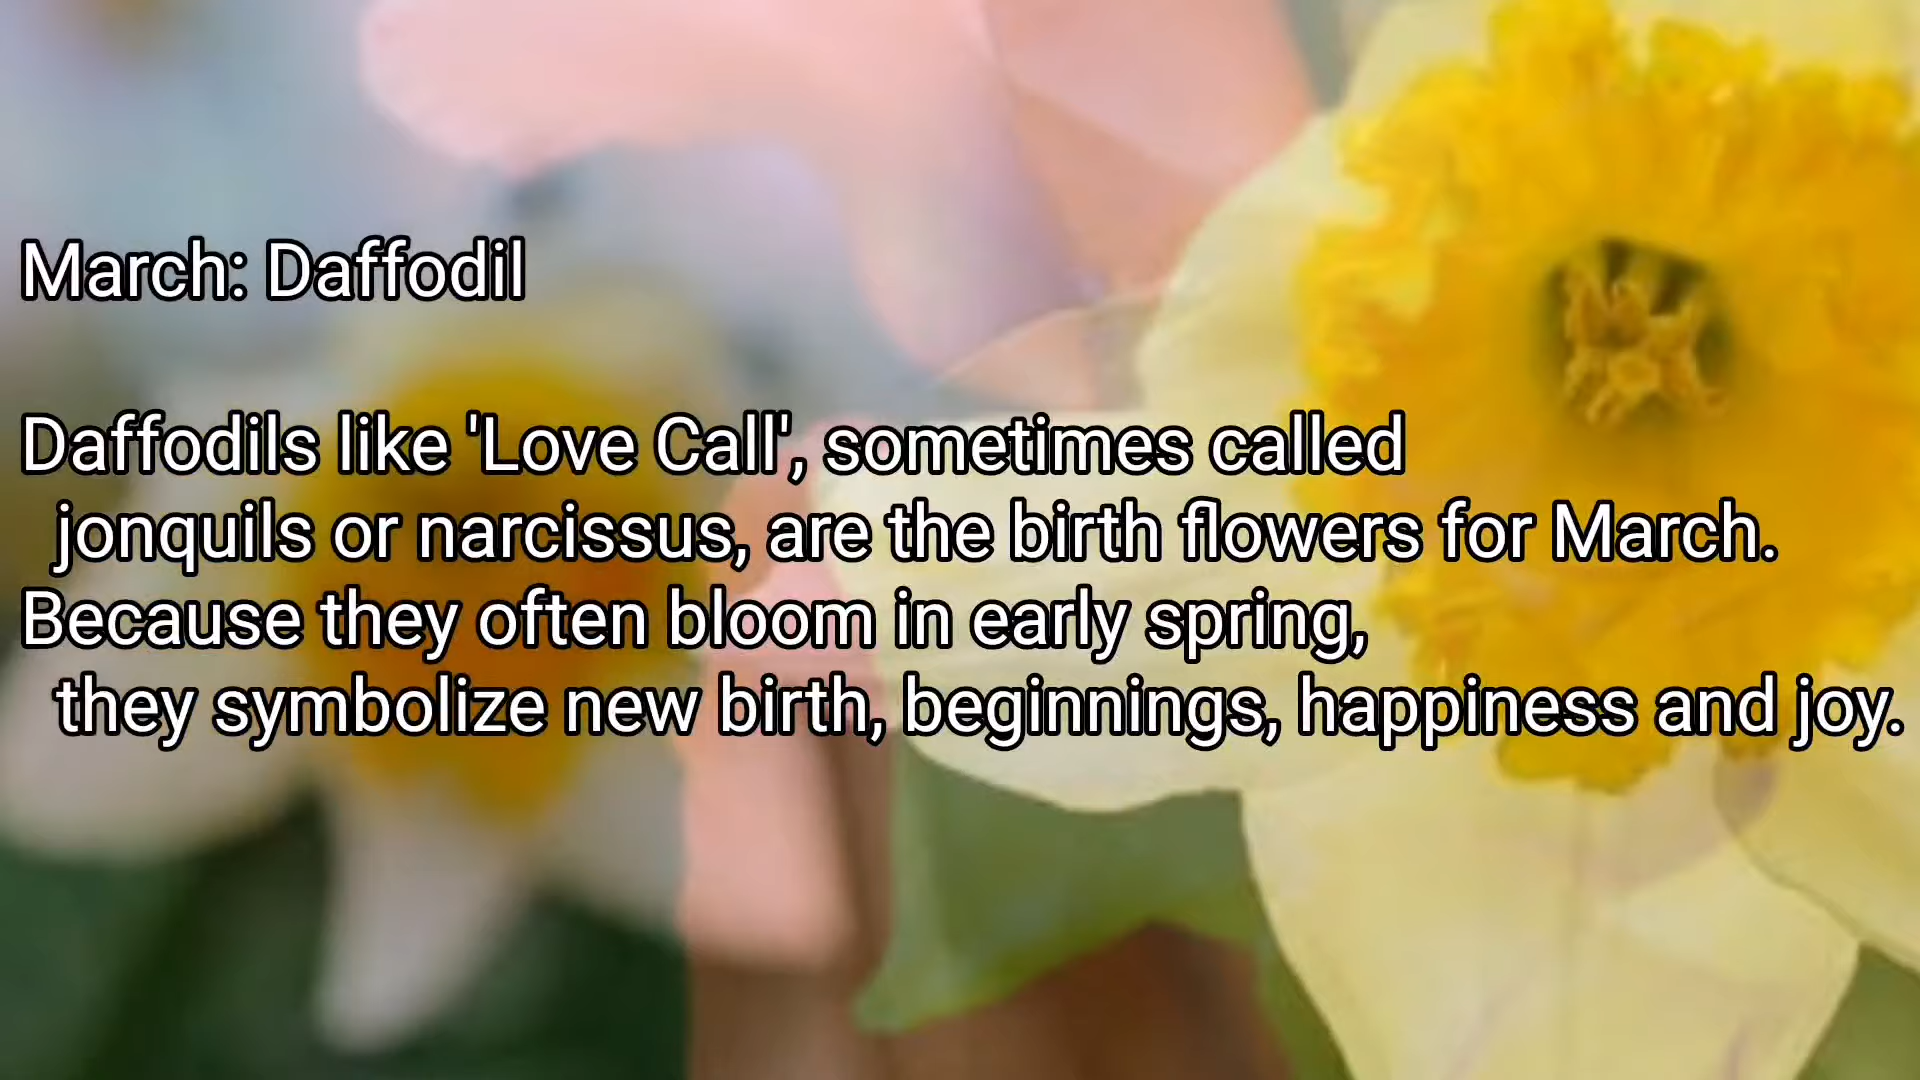 March: Daffodil
Daffodils like 'Love Call', sometimes called
jonquils or narcissus, are the birth flowers for March.
Because they often bloom in early spring,
they symbolize new birth, beginnings, happiness and joy.